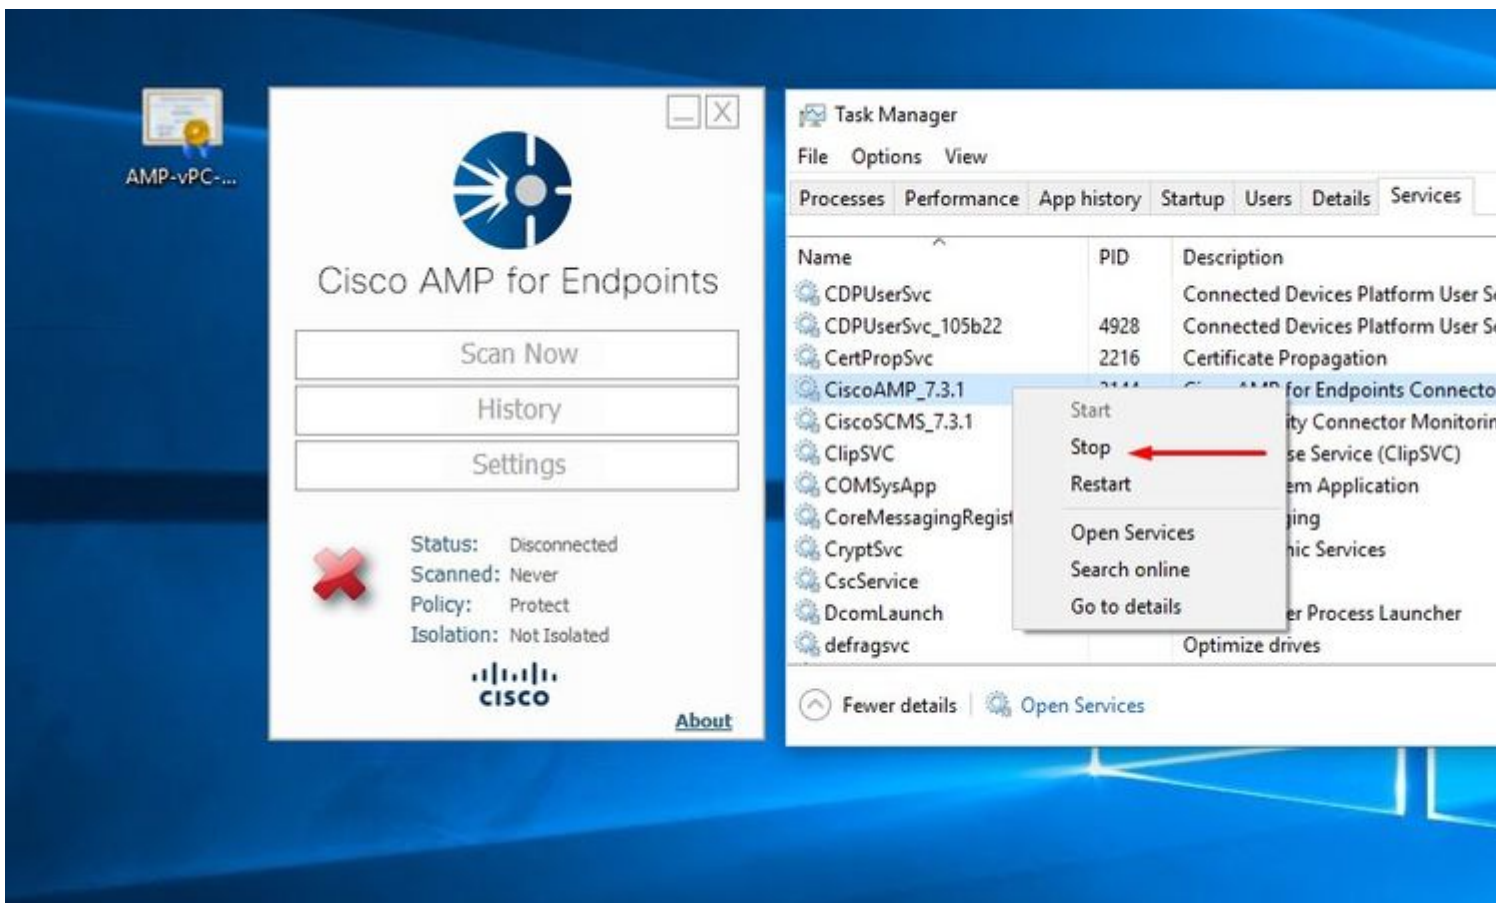 AMP-vPC-...
X
Cisco AMP for Endpoints
Scan Now
History
Settings
Status: Disconnected
Scanned: Never
Policy: Protect
Isolation: Not Isolated
CISCO
About
Task Manager
File Options View
Processes Performance App history Startup Users Details Services
Name PID Description
CDPUserSvc Connected Devices Platform User
CDPUserSvc_105b22 4928 Connected Devices Platform User
CertPropSvc 2216 Certificate Propagation
CiscoAMP_7.3.1 for Endpoints Connecto
CiscoSCMS_7.3.1 ity Connector Monitorin
ClipSVC se Service (ClipSVC)
COMSysApp em Application
CoreMessagingRegist ging
CryptSvc hic Services
CscService
DcomLaunch er Process Launcher
defragsvc Optimize drives
Start
Stop
Restart
Open Services
Search online
Go to details
Fewer details Open Services